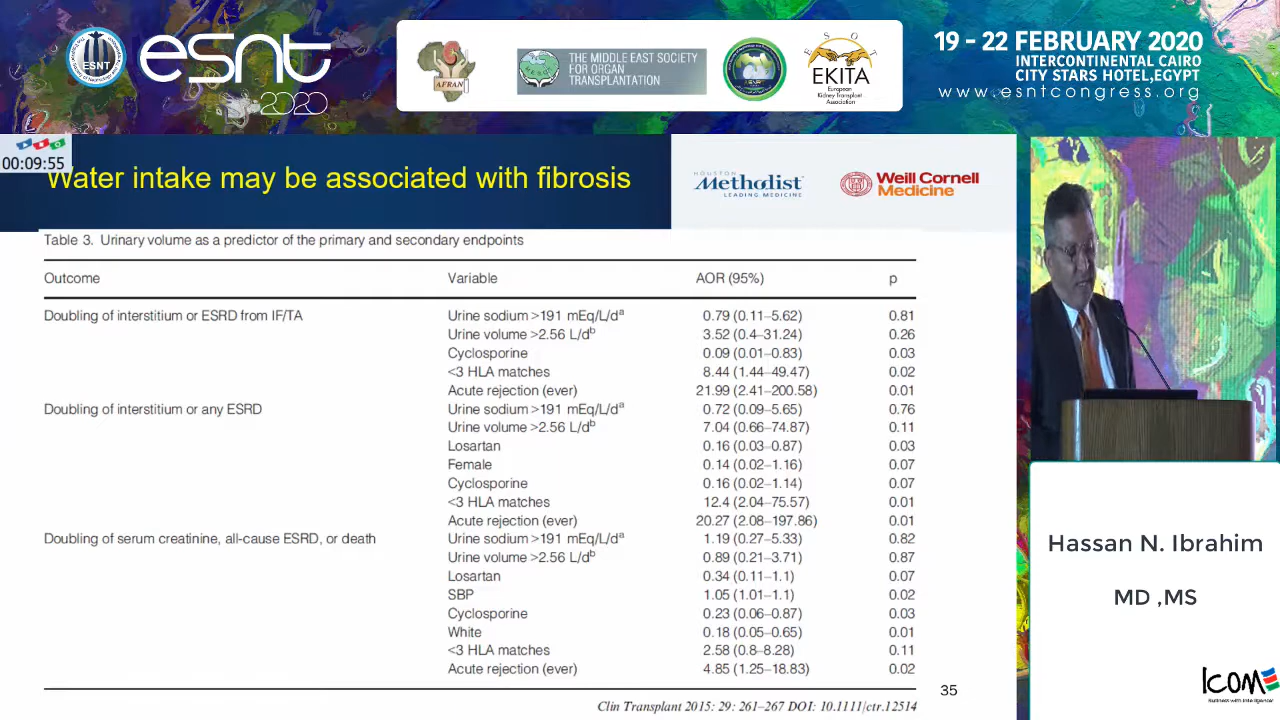 ESNT
esnt
2020
AFRAN
THE MIDDLE EAST SOCIETY
FOR ORGAN
TRANSPLANTATION
ESOT
EKITA
European
Kidney Transplant
Association
19 - 22 FEBRUARY 2020
INTERCONTINENTAL CAIRO
CITY STARS HOTEL,EGYPT
www.esntcongress.org
00:09:55
Water intake may be associated with fibrosis
HOUSTON
Methodist
LEADING MEDICINE
Weill Cornell
Medicine
Table 3. Urinary volume as a predictor of the primary and secondary endpoints
Outcome Variable AOR (95%) p
Doubling of interstitium or ESRD from IF/TA Urine sodium >191 mEq/L/dᵃ 0.79 (0.11–5.62) 0.81
Urine volume >2.56 L/dᵇ 3.52 (0.4–31.24) 0.26
Cyclosporine 0.09 (0.01–0.83) 0.03
<3 HLA matches 8.44 (1.44–49.47) 0.02
Acute rejection (ever) 21.99 (2.41–200.58) 0.01
Doubling of interstitium or any ESRD Urine sodium >191 mEq/L/dᵃ 0.72 (0.09–5.65) 0.76
Urine volume >2.56 L/dᵇ 7.04 (0.66–74.87) 0.11
Losartan 0.16 (0.03–0.87) 0.03
Female 0.14 (0.02–1.16) 0.07
Cyclosporine 0.16 (0.02–1.14) 0.07
<3 HLA matches 12.4 (2.04–75.57) 0.01
Acute rejection (ever) 20.27 (2.08–197.86) 0.01
Doubling of serum creatinine, all-cause ESRD, or death Urine sodium >191 mEq/L/dᵃ 1.19 (0.27–5.33) 0.82
Urine volume >2.56 L/dᵇ 0.89 (0.21–3.71) 0.87
Losartan 0.34 (0.11–1.1) 0.07
SBP 1.05 (1.01–1.1) 0.02
Cyclosporine 0.23 (0.06–0.87) 0.03
White 0.18 (0.05–0.65) 0.01
<3 HLA matches 2.58 (0.8–8.28) 0.11
Acute rejection (ever) 4.85 (1.25–18.83) 0.02
35
Clin Transplant 2015: 29: 261–267 DOI: 10.1111/ctr.12514
Hassan N. Ibrahim
MD ,MS
ICOM
Business with Intelligence